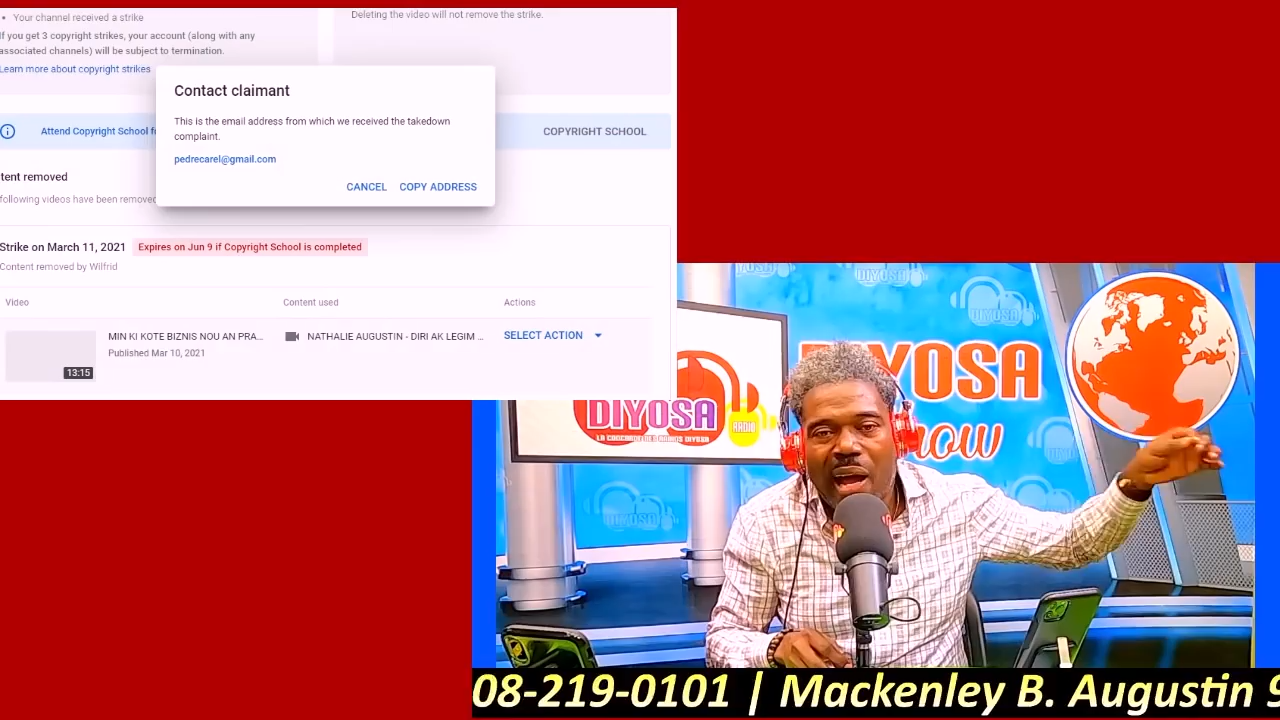 Your channel received a strike
If you get 3 copyright strikes, your account (along with any
associated channels) will be subject to termination.
Learn more about copyright strikes
Deleting the video will not remove the strike.
Contact claimant
This is the email address from which we received the takedown
complaint.
pedrecarel@gmail.com
CANCEL COPY ADDRESS
Attend Copyright School fo
COPYRIGHT SCHOOL
tent removed
following videos have been removed
Strike on March 11, 2021 Expires on Jun 9 if Copyright School is completed
Content removed by Wilfrid
Video Content used Actions
MIN KI KOTE BIZNIS NOU AN PRA... NATHALIE AUGUSTIN - DIRI AK LEGIM ... SELECT ACTION
Published Mar 10, 2021
13:15
DIYOSA
DIYOSA
DIYOSA
DIYOSA
how
DIYOSA
RADIO
DIYOSA
08-219-0101 | Mackenley B. Augustin 9